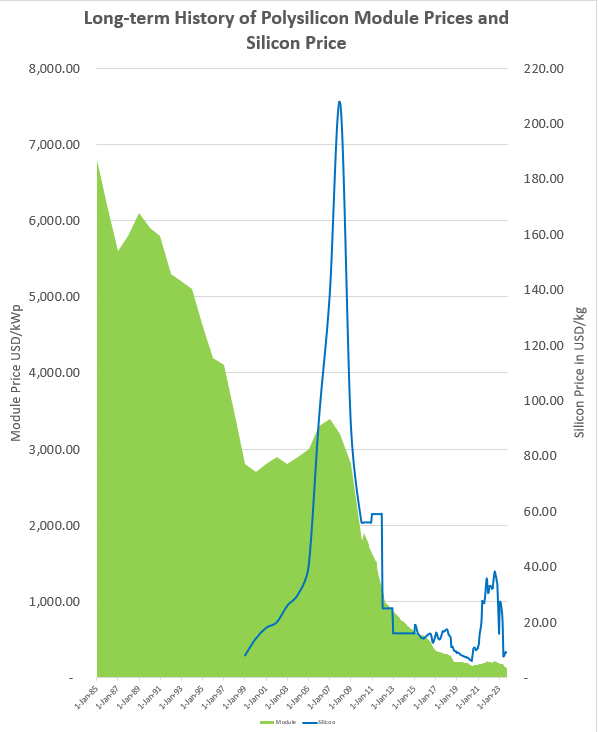 Long-term History of Polysilicon Module Prices and
Silicon Price
8,000.00
7,000.00
6,000.00
5,000.00
4,000.00
3,000.00
2,000.00
1,000.00
-
Module Price USD/kWp
220.00
200.00
180.00
160.00
140.00
120.00
100.00
80.00
60.00
40.00
20.00
-
Silicon Price in USD/kg
1-Jan-85
1-Jan-87
1-Jan-89
1-Jan-91
1-Jan-93
1-Jan-95
1-Jan-97
1-Jan-99
1-Jan-01
1-Jan-03
1-Jan-05
1-Jan-07
1-Jan-09
1-Jan-11
1-Jan-13
1-Jan-15
1-Jan-17
1-Jan-19
1-Jan-21
1-Jan-23
Module Silicon